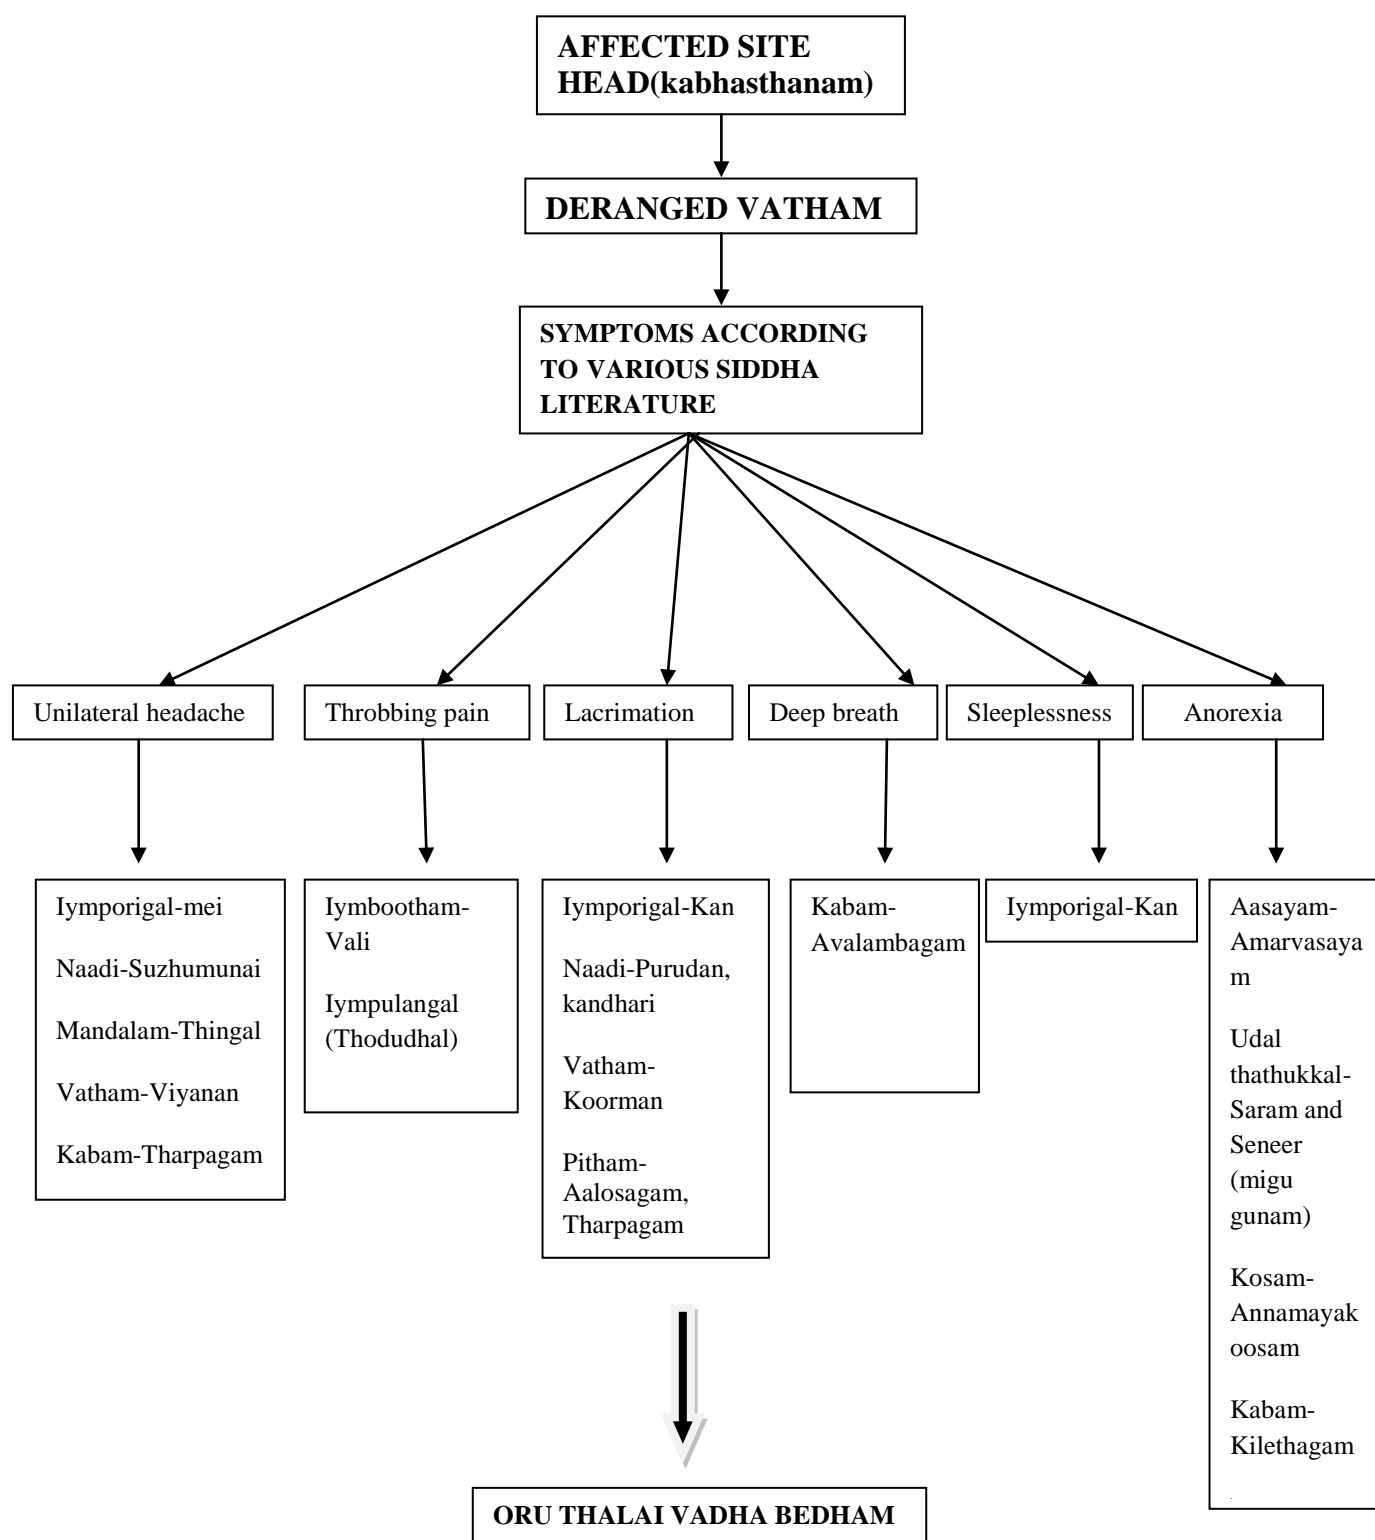 AFFECTED SITE
HEAD(kabhasthanam)
DERANGED VATHAM
SYMPTOMS ACCORDING
TO VARIOUS SIDDHA
LITERATURE
Unilateral headache
Throbbing pain
Lacrimation
Deep breath
Sleeplessness
Anorexia
Iymporigal-mei
Naadi-Suzhumunai
Mandalam-Thingal
Vatham-Viyanan
Kabam-Tharpagam
Iymbootham-
Vali
Iympulangal
(Thodudhal)
Iymporigal-Kan
Naadi-Purudan,
kandhari
Vatham-
Koorman
Pitham-
Aalosagam,
Tharpagam
Kabam-
Avalambagam
Iymporigal-Kan
Aasayam-
Amarvasaya
m
Udal
thathukkal-
Saram and
Seneer
(migu
gunam)
Kosam-
Annamayak
oosam
Kabam-
Kilethagam
.
ORU THALAI VADHA BEDHAM